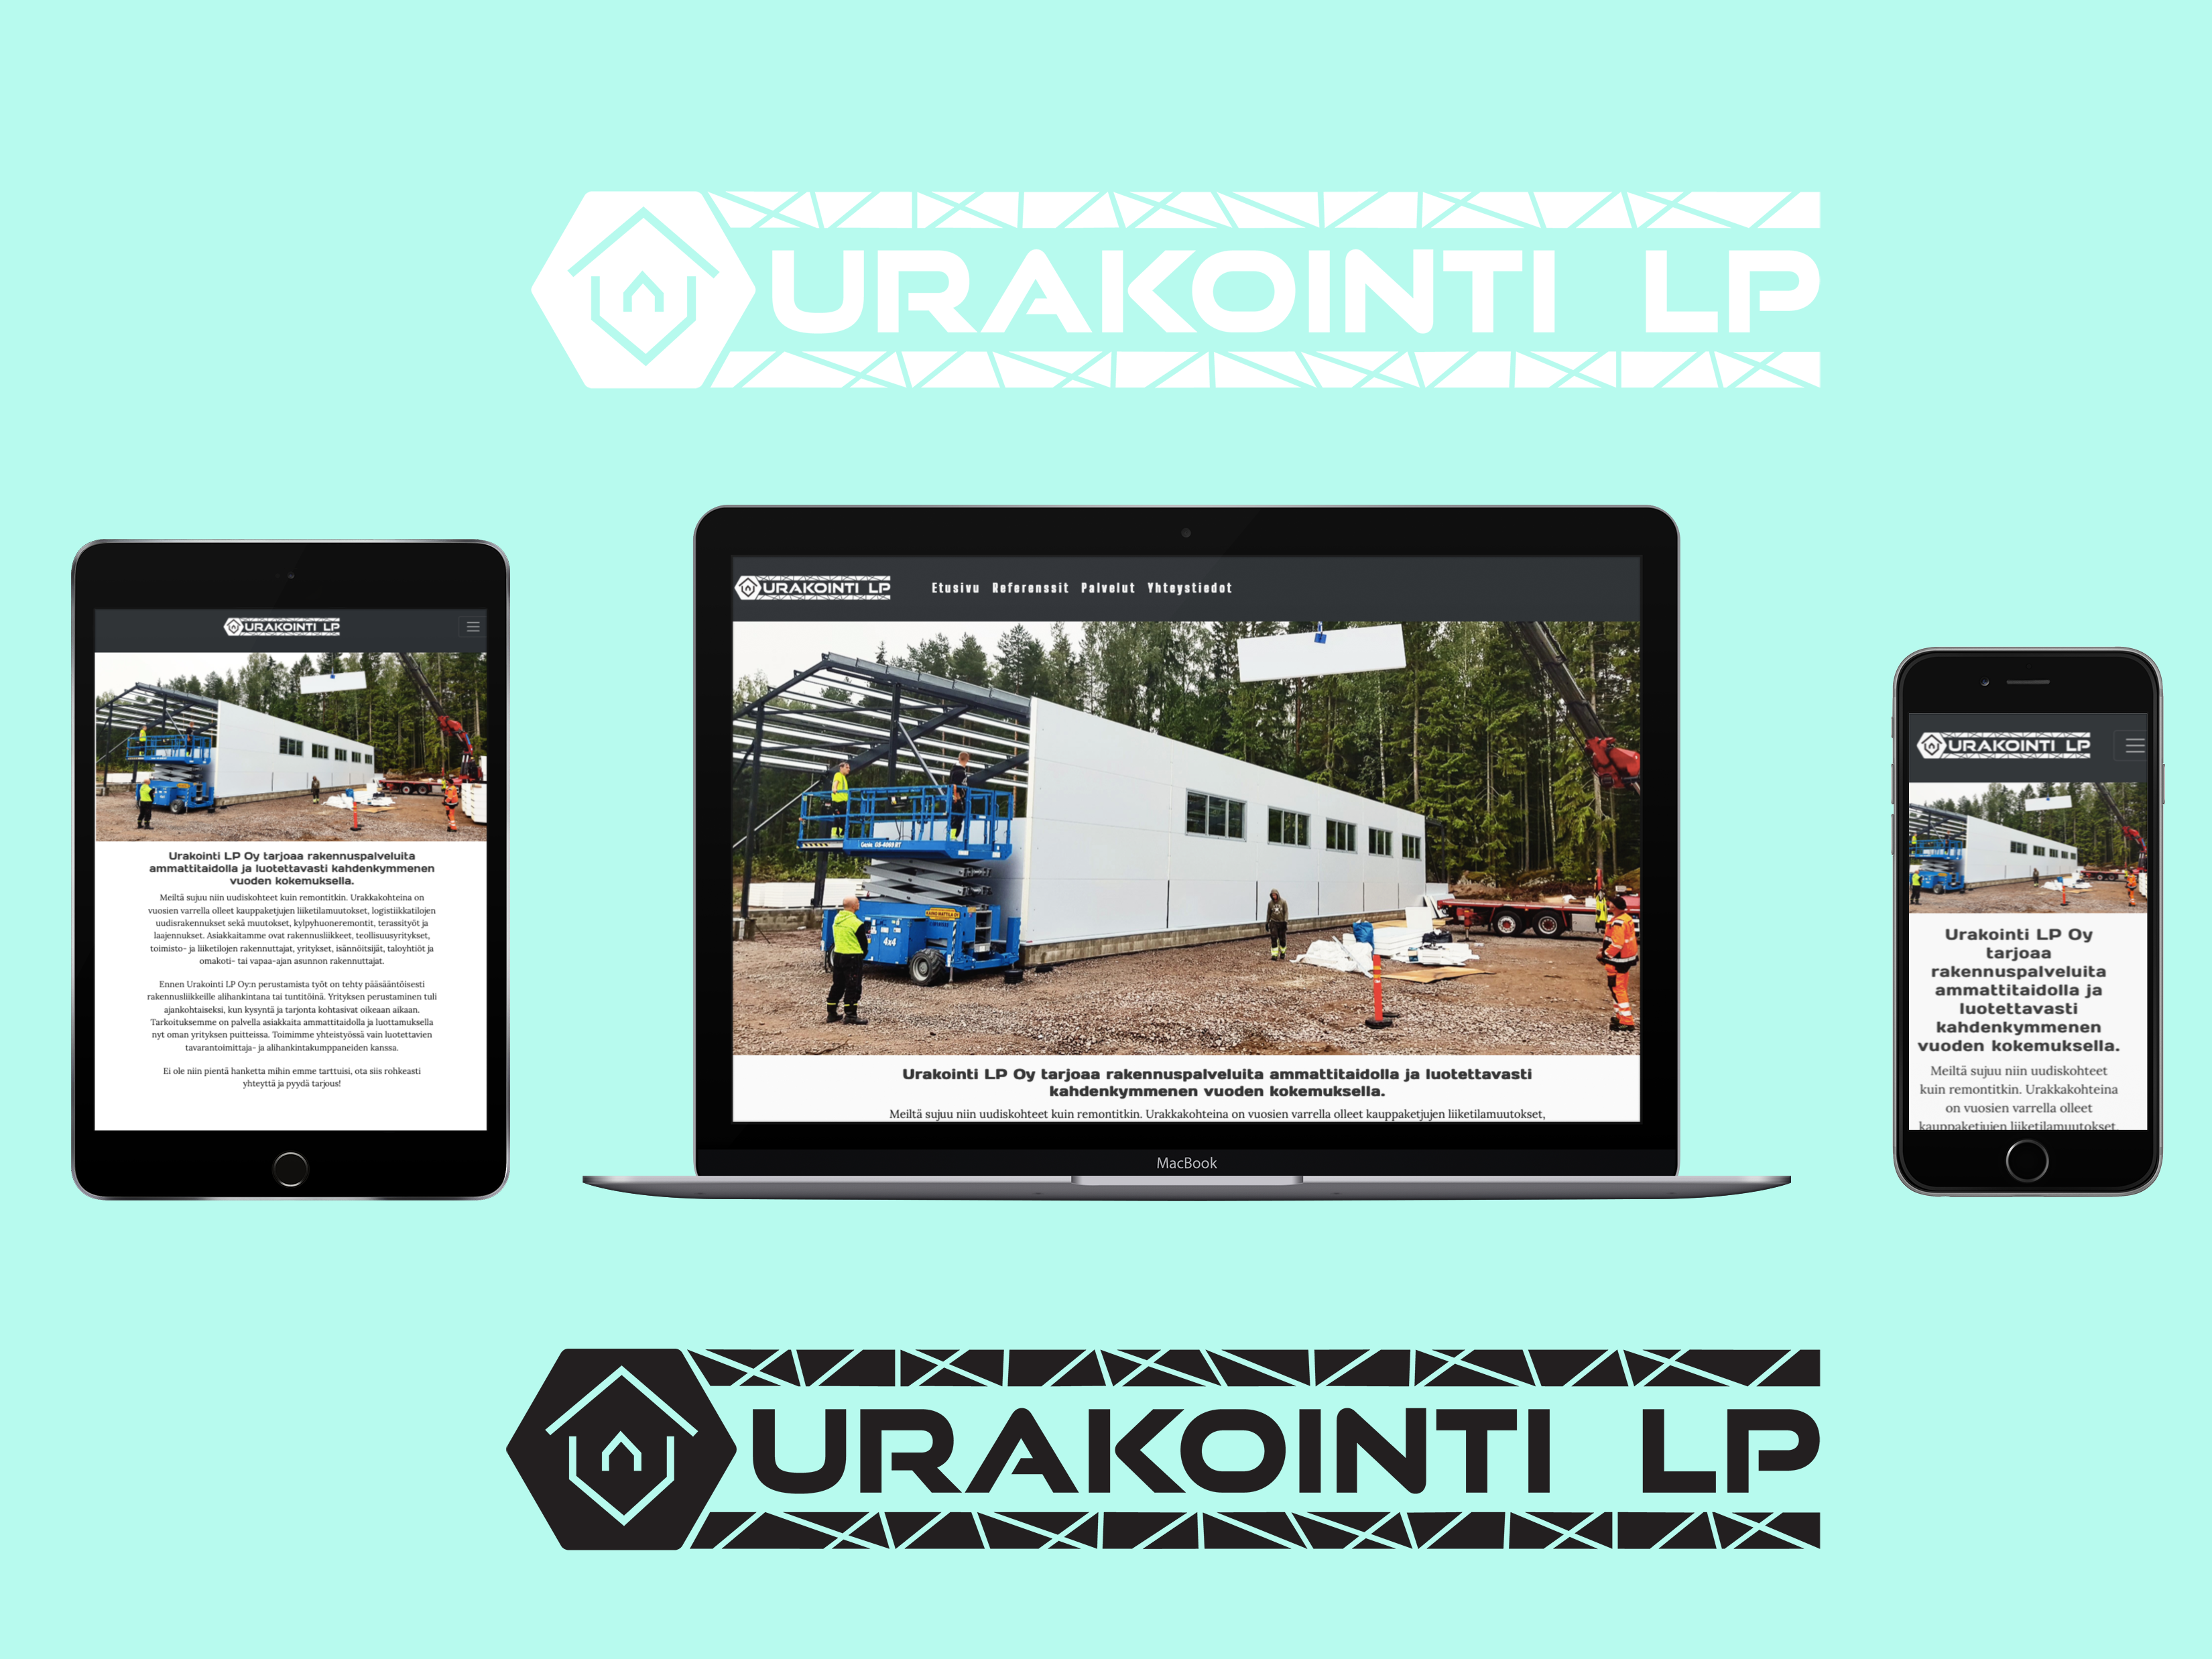 URAKOINTI LP
URAKOINTI LP
Urakointi LP Oy tarjoaa rakennuspalveluita
ammattitaidolla ja luotettavasti kahdenkymmenen
vuoden kokemuksella.
Meiltä sujuu niin uudiskohteet kuin remontitkin. Urakkakohteina on
vuosien varrella olleet kauppaketjujen liiketilamuutokset, logistiikkatilojen
uudisrakennukset sekä muutokset, kylpyhuoneremontit, terassityöt ja
laajennukset. Asiakkaitamme ovat rakennusliikkeet, teollisuusyritykset,
toimisto- ja liiketilojen rakennuttajat, yritykset, isännöitsijät, taloyhtiöt ja
omakoti- tai vapaa-ajan asunnon rakennuttajat.
Ennen Urakointi LP Oy:n perustamista työt on tehty pääsääntöisesti
rakennusliikkeille alihankintana tai tuntitöinä. Yrityksen perustaminen tuli
ajankohtaiseksi, kun kysyntä ja tarjonta kohtasivat oikeaan aikaan.
Tarkoituksemme on palvella asiakkaita ammattitaidolla ja luottamuksella
nyt oman yrityksen puitteissa. Toimimme yhteistyössä vain luotettavien
tavarantoimittaja- ja alihankintakumppaneiden kanssa.
Ei ole niin pientä hanketta mihin emme tarttuisi, ota siis rohkeasti
yhteyttä ja pyydä tarjous!
URAKOINTI LP
Etusivu Referenssit Palvelut Yhteystiedot
Genie GS-4069 RT
4x4
Urakointi LP Oy tarjoaa rakennuspalveluita ammattitaidolla ja luotettavasti
kahdenkymmenen vuoden kokemuksella.
Meiltä sujuu niin uudiskohteet kuin remontitkin. Urakkakohteina on vuosien varrella olleet kauppaketjujen liiketilamuutokset,
MacBook
URAKOINTI LP
Urakointi LP Oy
tarjoaa
rakennuspalveluita
ammattitaidolla ja
luotettavasti
kahdenkymmenen
vuoden kokemuksella.
Meiltä sujuu niin uudiskohteet
kuin remontitkin. Urakkakohteina
on vuosien varrella olleet
kauppaketjujen liiketilamuutokset,
URAKOINTI LP